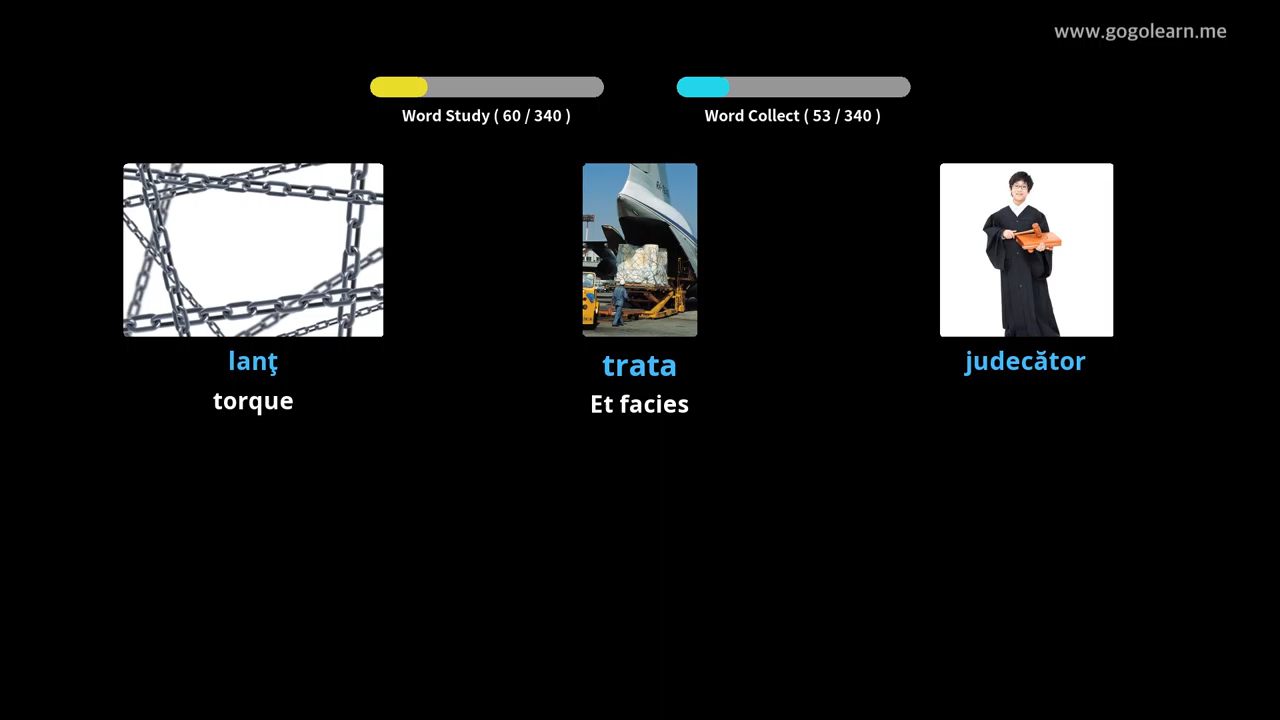 www.gogolearn.me
Word Study ( 60 / 340 )
Word Collect ( 53 / 340 )
lanţ
trata
judecător
torque
Et facies